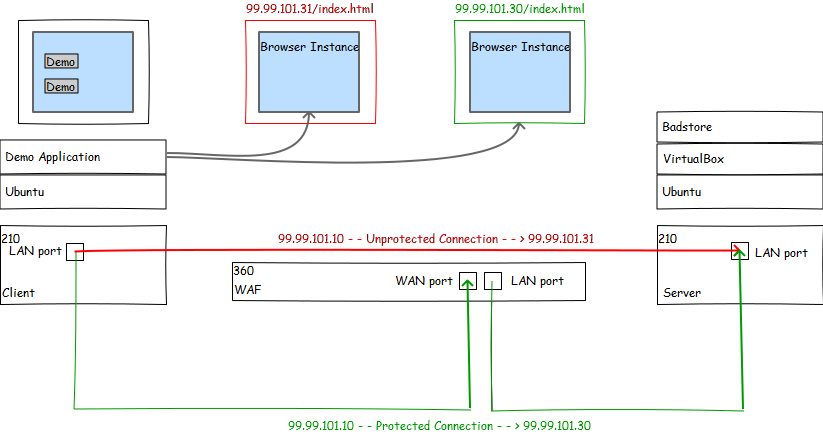 99.99.101.31/index.html
99.99.101.30/index.html
Browser Instance
Browser Instance
Demo
Demo
Badstore
Demo Application
VirtualBox
Ubuntu
Ubuntu
210
LAN port
Client
99.99.101.10 - - Unprotected Connection - - > 99.99.101.31
210
LAN port
Server
360
WAF
WAN port
LAN port
99.99.101.10 - - Protected Connection - - > 99.99.101.30